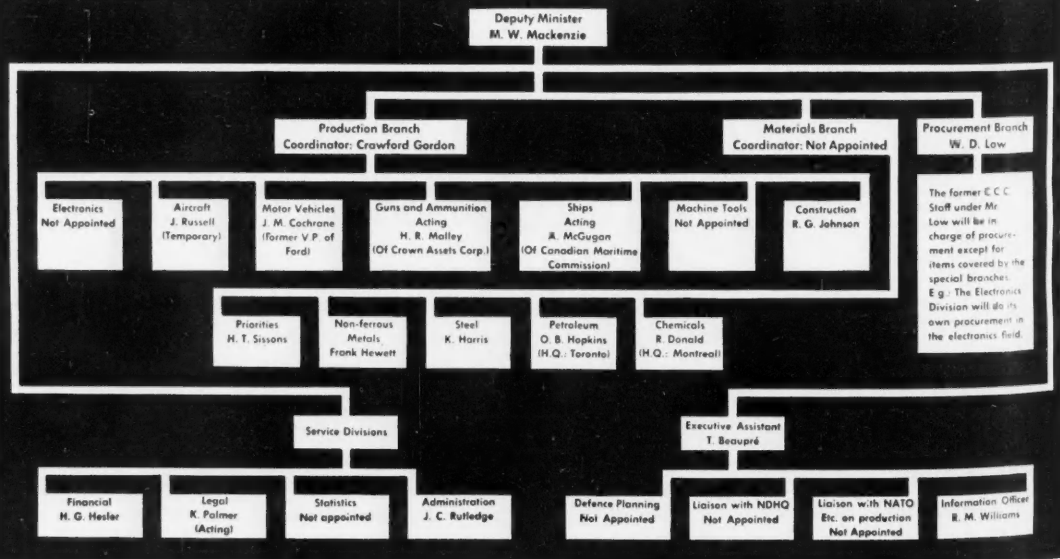 Deputy Minister
M. W. Mackenzie
Production Branch
Coordinator: Crawford Gordon
Materials Branch
Coordinator: Not Appointed
Procurement Branch
W. D. Low
Electronics
Not Appointed
Aircraft
J. Russell
(Temporary)
Motor Vehicles
J. M. Cochrane
(Former V.P. of
Ford)
Guns and Ammunition
Acting
H. R. Malley
(Of Crown Assets Corp.)
Ships
Acting
A. McGugan
(Of Canadian Maritime
Commission)
Machine Tools
Not Appointed
Construction
R. G. Johnson
The former C.C.C.
Staff under Mr.
Low will be in
charge of procure-
ment except for
items covered by the
special branches.
E g.: The Electronics
Division will do its
own procurement in
the electronics field.
Priorities
H. T. Sissons
Non-ferrous
Metals
Frank Hewett
Steel
K. Harris
Petroleum
O. B. Hopkins
(H.Q.: Toronto)
Chemicals
R. Donald
(H.Q.: Montreal)
Service Divisions
Executive Assistant
T. Beaupré
Financial
H. G. Hesler
Legal
K. Palmer
(Acting)
Statistics
Not appointed
Administration
J. C. Rutledge
Defence Planning
Not Appointed
Liaison with NDHQ
Not Appointed
Liaison with NATO
Etc. on production
Not Appointed
Information Officer
R. M. Williams